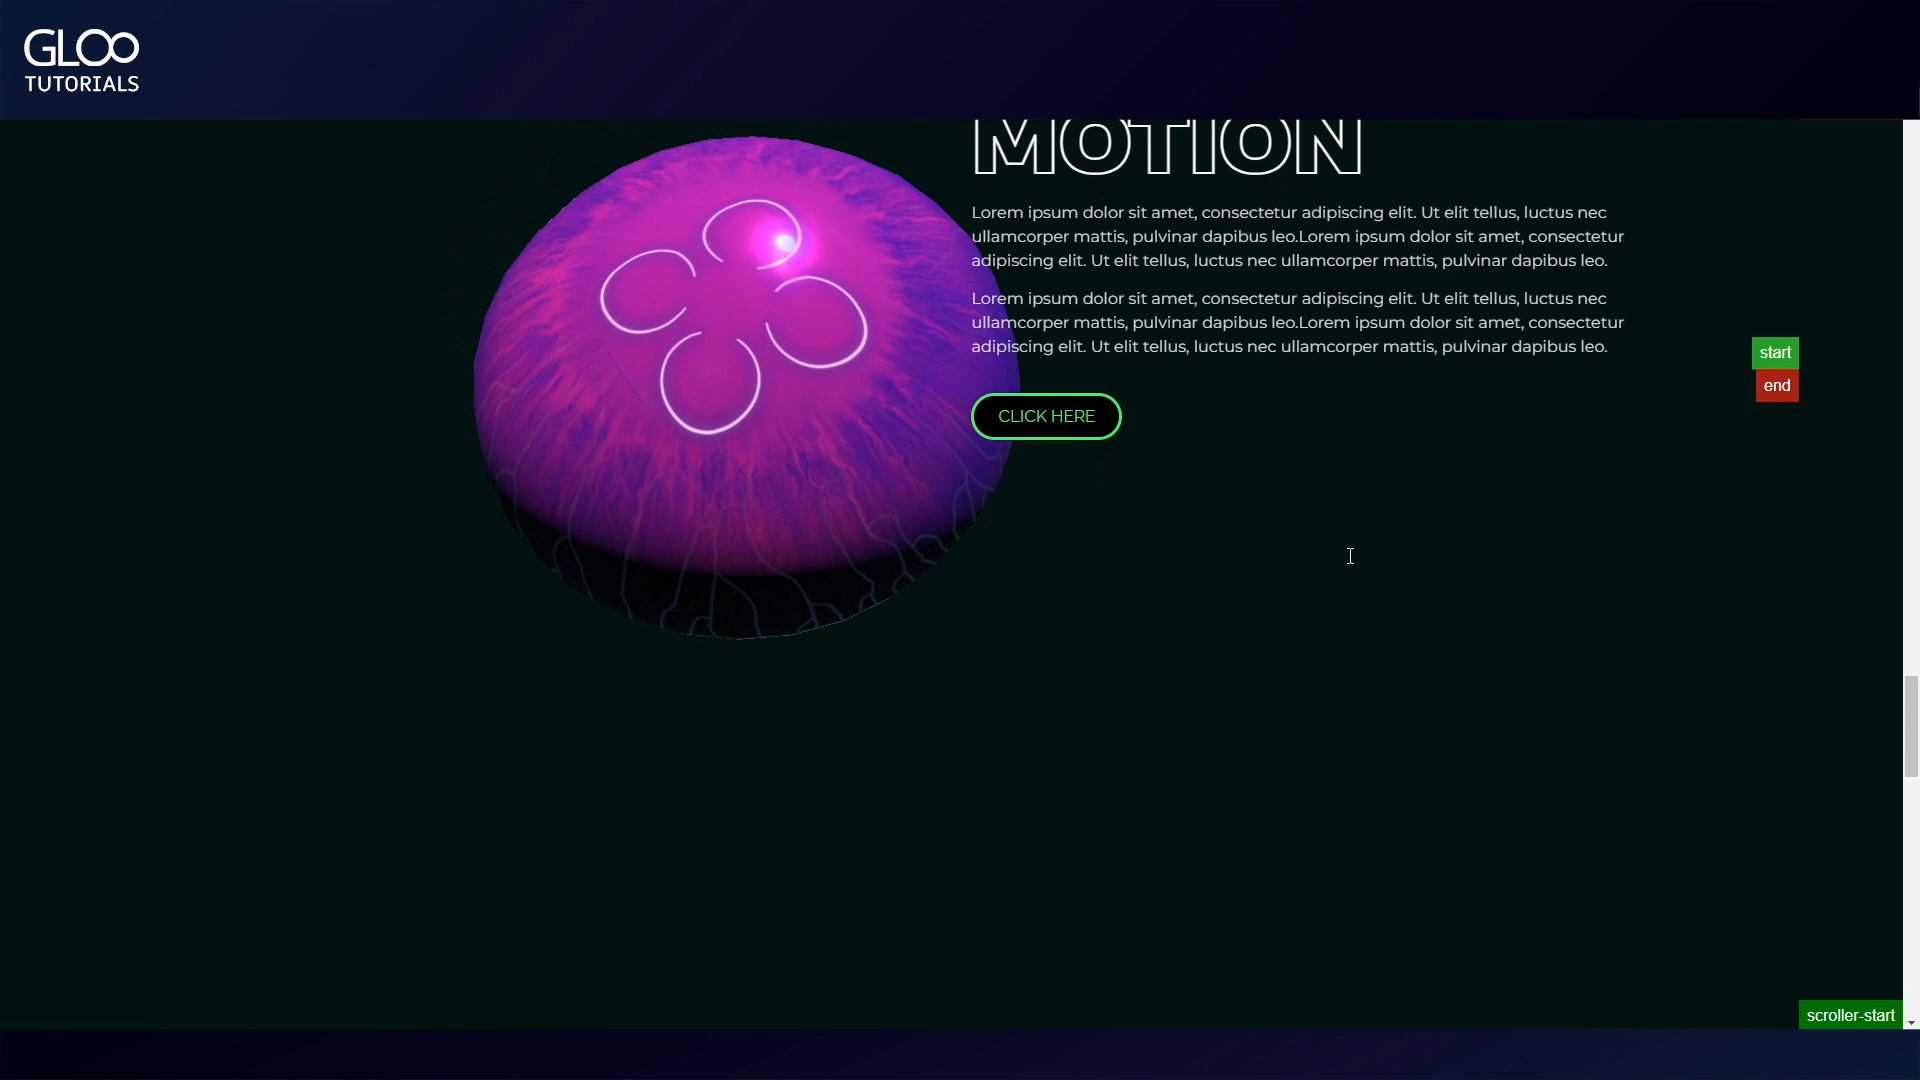 GLOO
TUTORIALS
MOTION
Lorem ipsum dolor sit amet, consectetur adipiscing elit. Ut elit tellus, luctus nec
ullamcorper mattis, pulvinar dapibus leo.Lorem ipsum dolor sit amet, consectetur
adipiscing elit. Ut elit tellus, luctus nec ullamcorper mattis, pulvinar dapibus leo.
Lorem ipsum dolor sit amet, consectetur adipiscing elit. Ut elit tellus, luctus nec
ullamcorper mattis, pulvinar dapibus leo.Lorem ipsum dolor sit amet, consectetur
adipiscing elit. Ut elit tellus, luctus nec ullamcorper mattis, pulvinar dapibus leo.
start
end
CLICK HERE
scroller-start